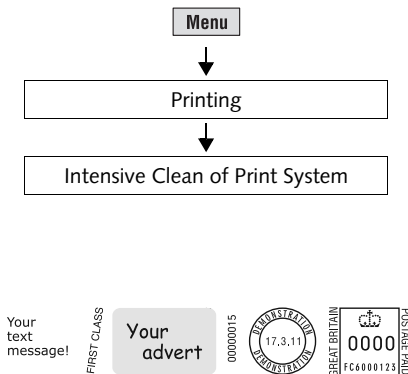 Menu
Printing
Intensive Clean of Print System
Your
text
message!
FIRST CLASS
Your
advert
00000015
DEMONSTRATION
17.3.11
DEMONSTRATION
GREAT BRITAIN
0000
FC6000123
POSTAGE PAID